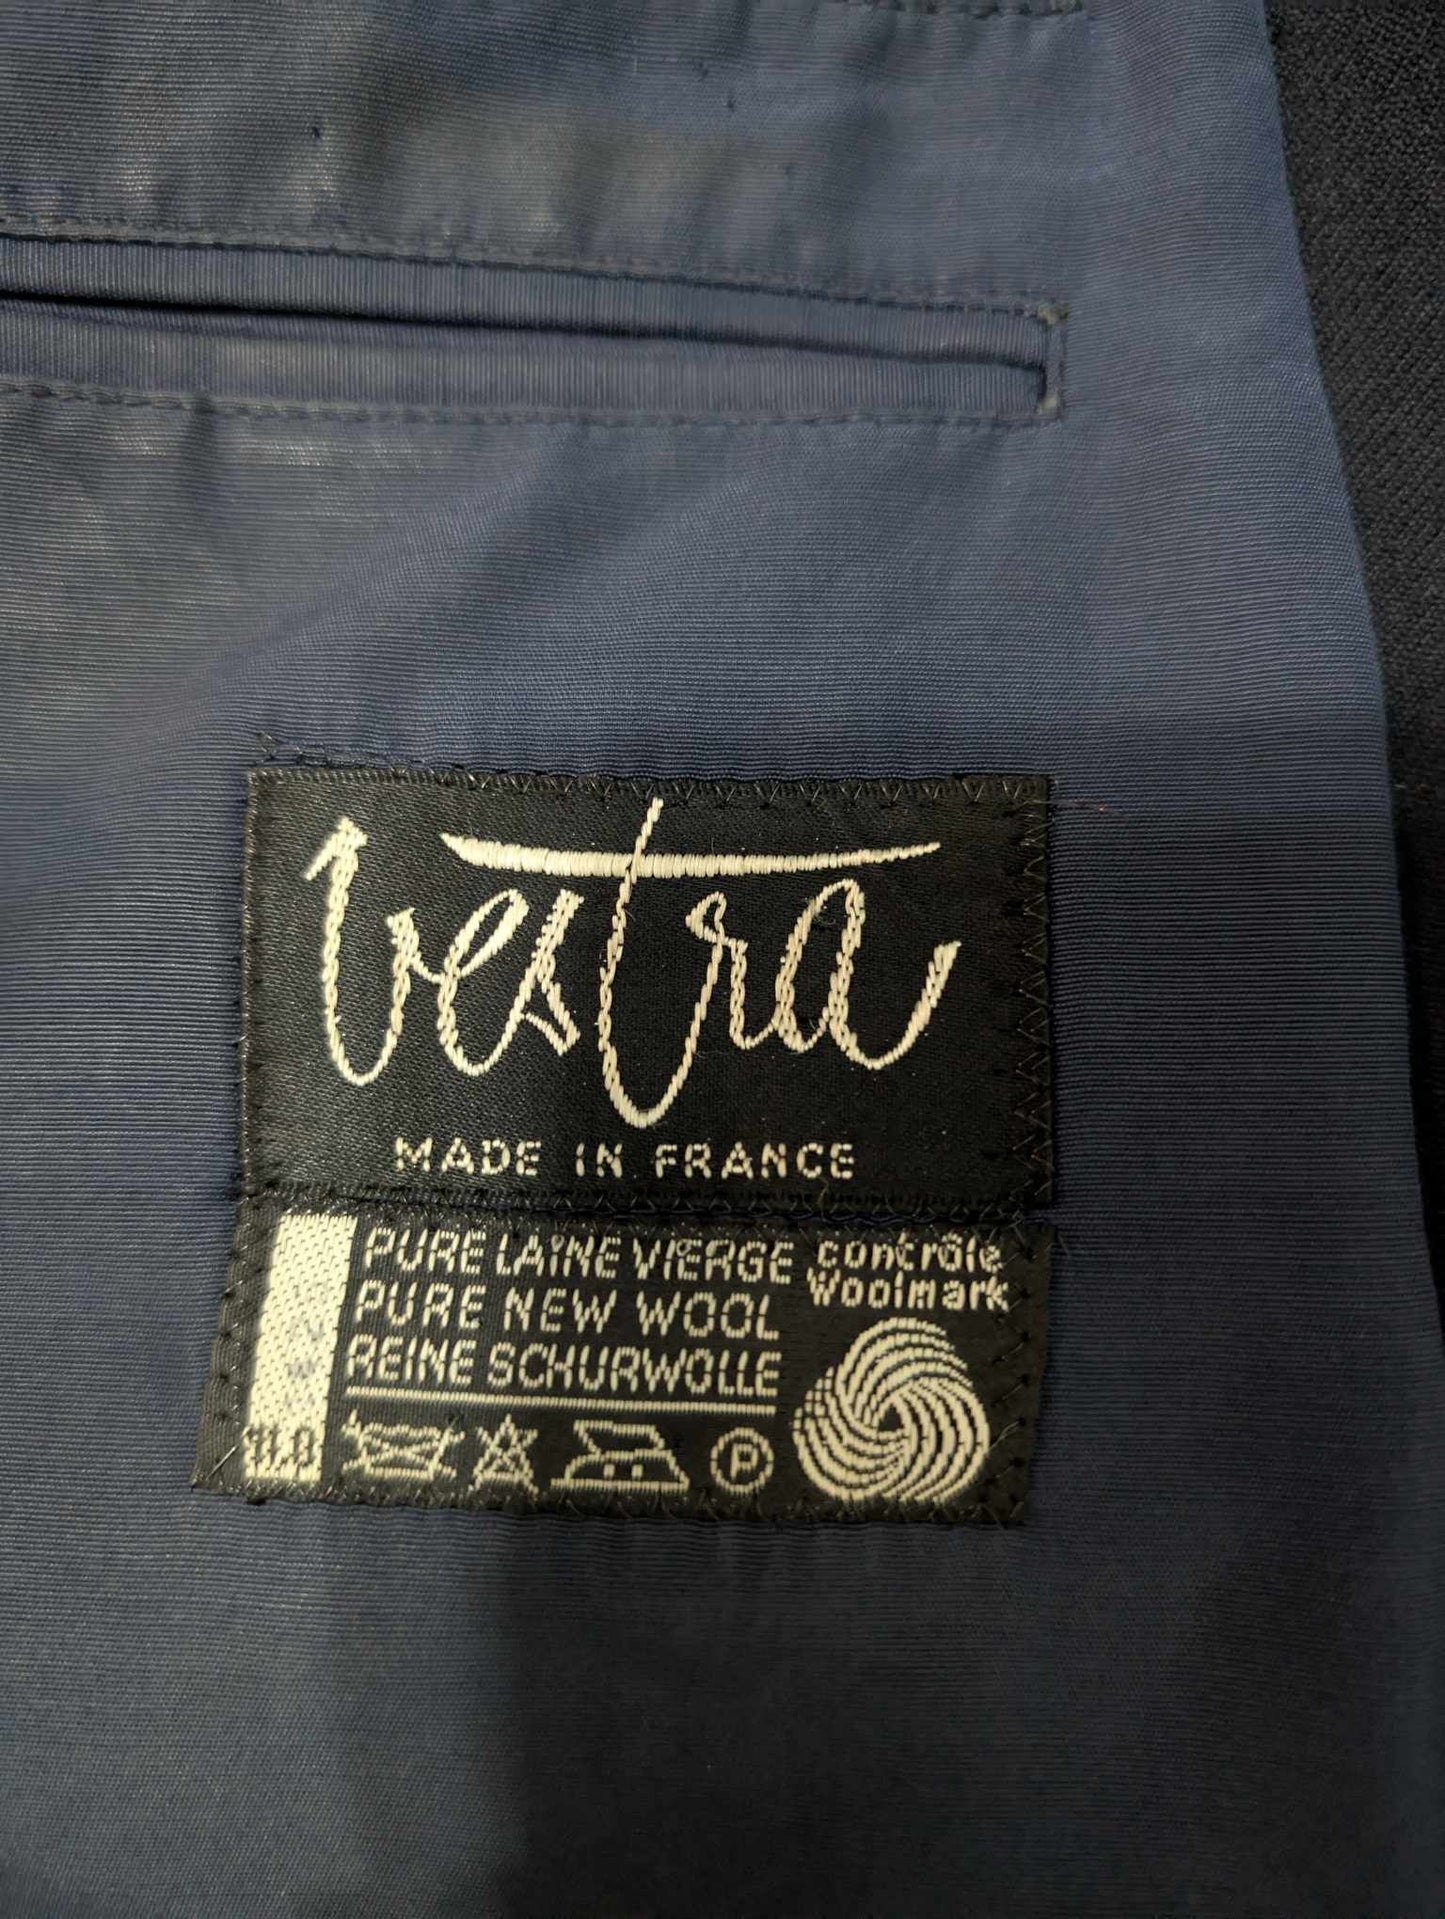 Vestra
MADE IN FRANCE
PURE LAINE VIERGE
PURE NEW WOOL
REINE SCHURWOLLE
contrôle
Woolmark
P